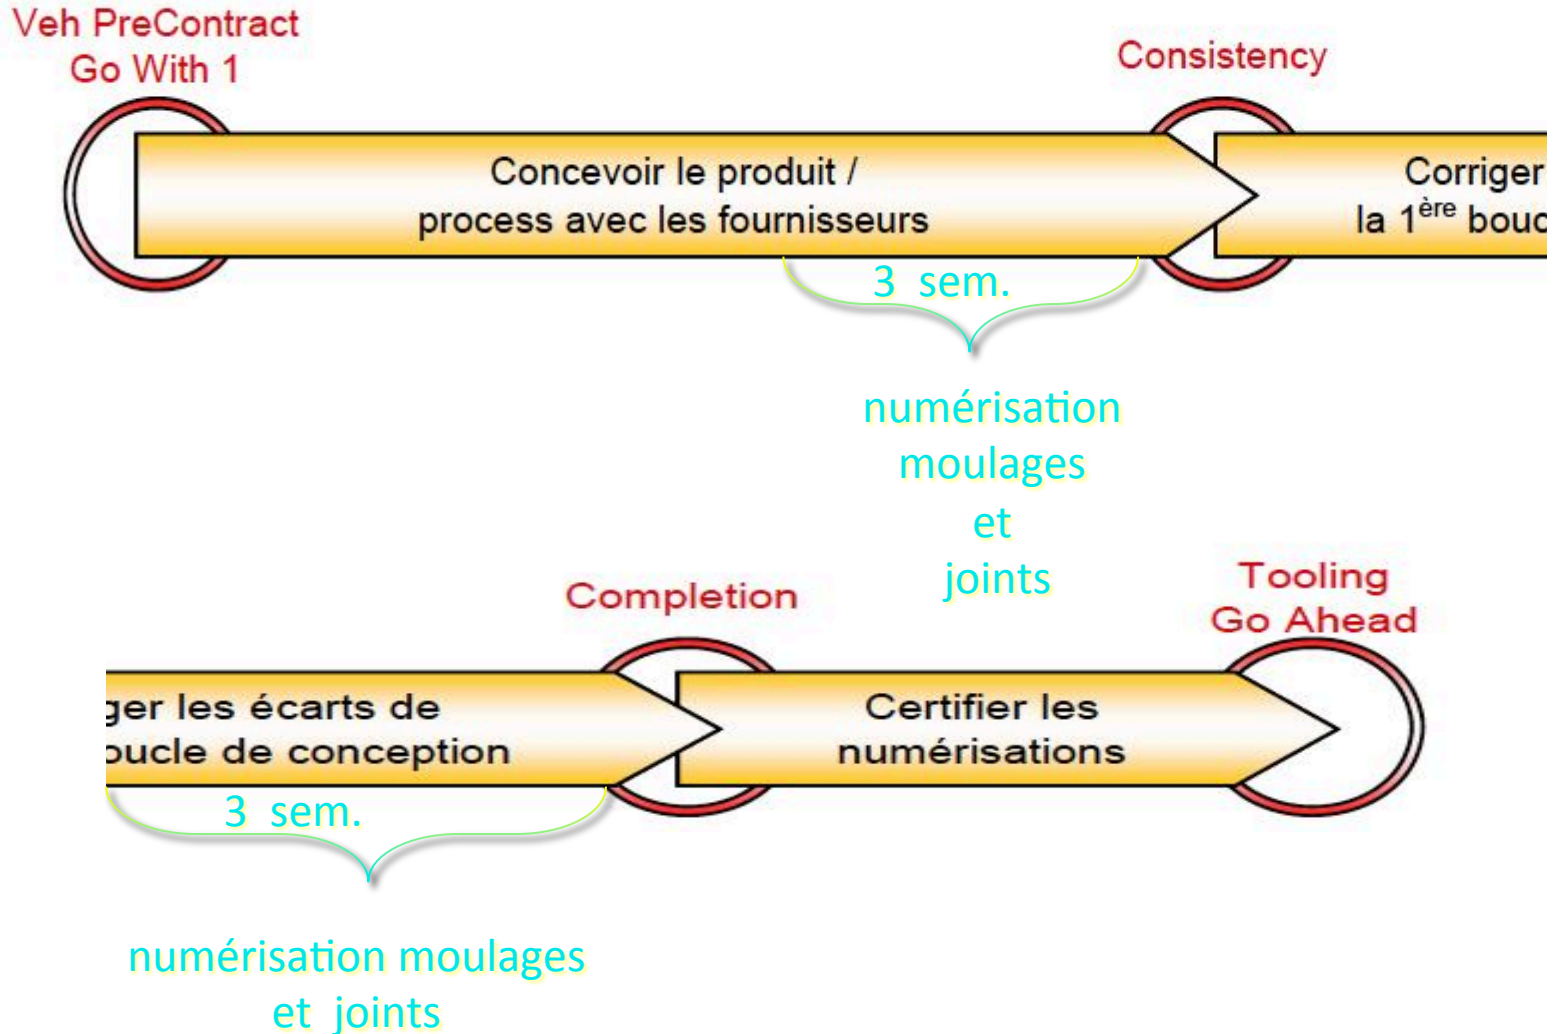 Veh PreContract
Go With 1
Consistency
Concevoir le produit /
process avec les fournisseurs
Corriger
la 1ère bouc
3 sem.
numérisation
moulages
et
joints
Completion
Tooling
Go Ahead
ger les écarts de
oucle de conception
Certifier les
numérisations
3 sem.
numérisation moulages
et joints